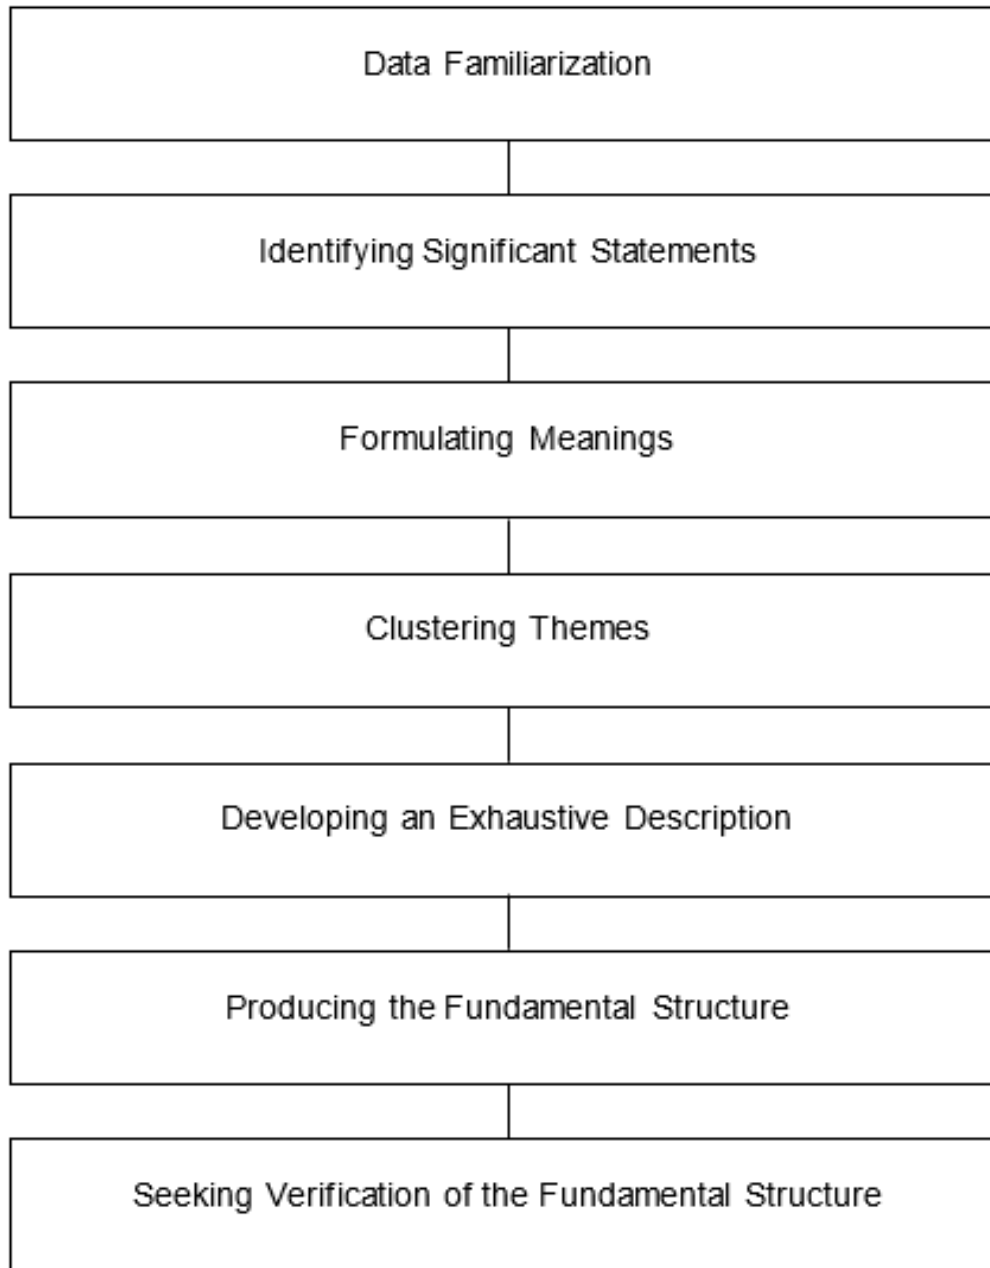 Data Familiarization
Identifying Significant Statements
Formulating Meanings
Clustering Themes
Developing an Exhaustive Description
Producing the Fundamental Structure
Seeking Verification of the Fundamental Structure